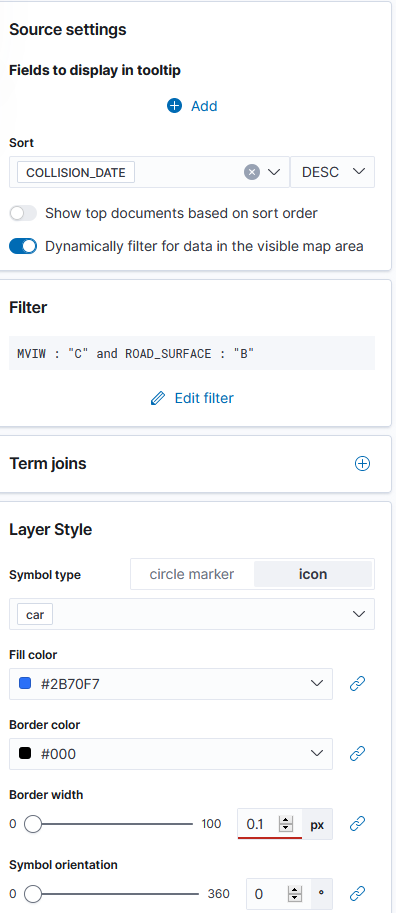 Source settings
Fields to display in tooltip
Add
Sort
COLLISION_DATE DESC
Show top documents based on sort order
Dynamically filter for data in the visible map area
Filter
MVIW : "C" and ROAD_SURFACE : "B"
Edit filter
Term joins
Layer Style
Symbol type circle marker icon
car
Fill color
#2B70F7
Border color
#000
Border width
0 100 0.1 px
Symbol orientation
0 360 0 °